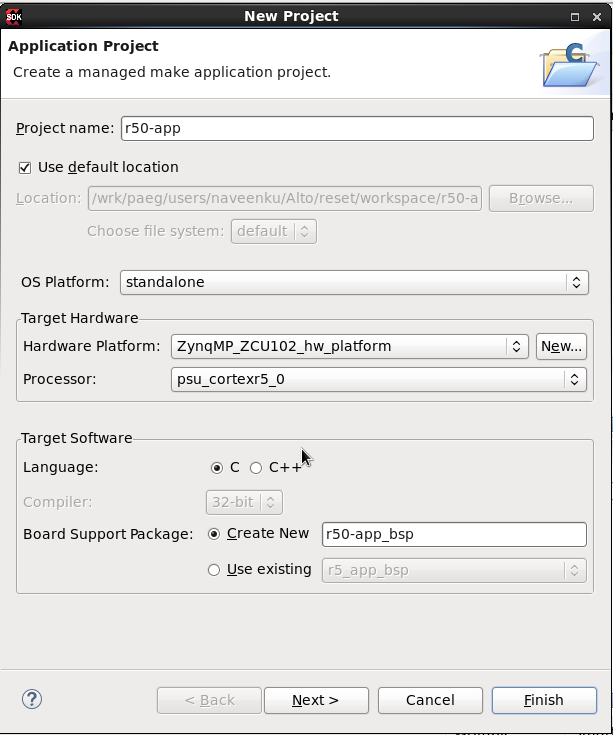 SDK
New Project
Application Project
Create a managed make application project.
C
Project name: r50-app
Use default location
Location: /wrk/paeg/users/naveenku/Alto/reset/workspace/r50-a Browse...
Choose file system: default
OS Platform: standalone
Target Hardware
Hardware Platform: ZynqMP_ZCU102_hw_platform New...
Processor: psu_cortexr5_0
Target Software
Language: C C++
Compiler: 32-bit
Board Support Package: Create New r50-app_bsp
Use existing r5_app_bsp
? < Back Next > Cancel Finish